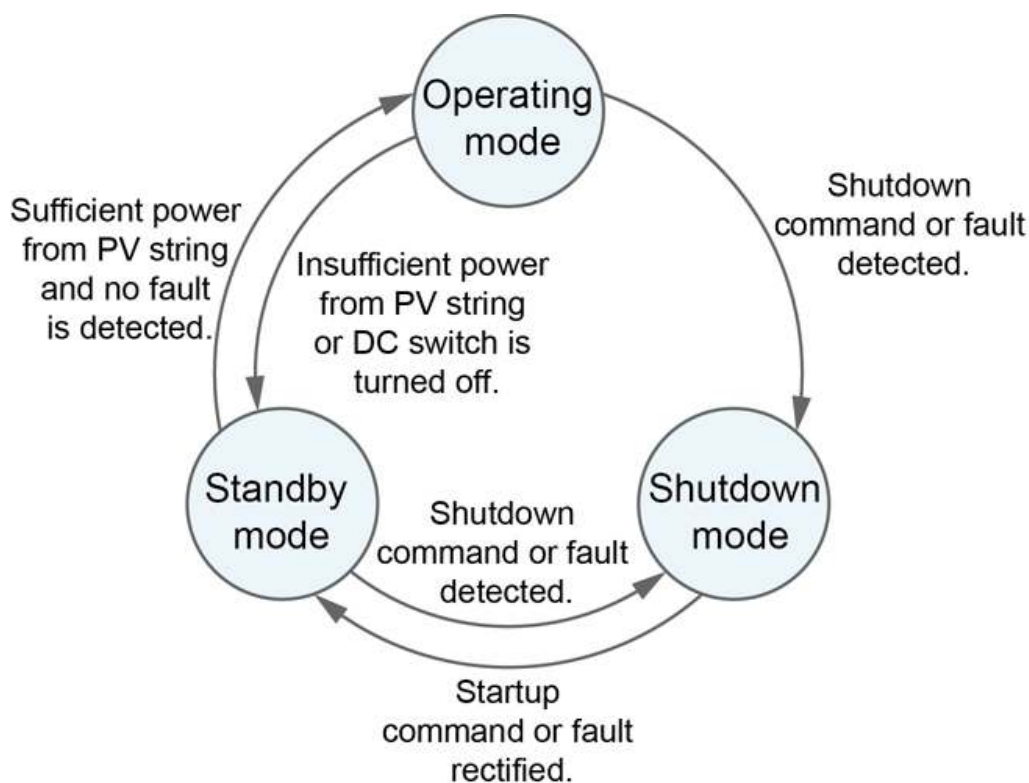 Operating
mode
Sufficient power
from PV string
and no fault
is detected.
Insufficient power
from PV string
or DC switch is
turned off.
Shutdown
command or fault
detected.
Standby
mode
Shutdown
command or fault
detected.
Shutdown
mode
Startup
command or fault
rectified.